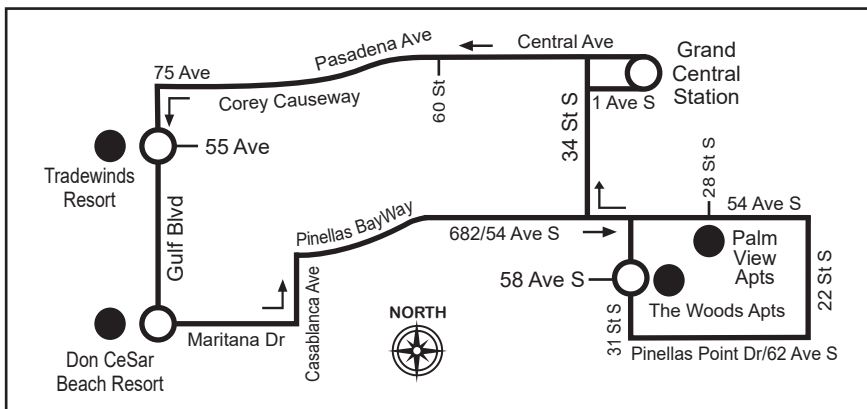 Pasadena Ave
Central Ave
Grand
Central
Station
75 Ave
Corey Causeway
60 St
1 Ave S
34 St S
55 Ave
Tradewinds
Resort
28 St S
54 Ave S
Gulf Blvd
Pinellas BayWay
682/54 Ave S
Palm
View
Apts
22 St S
58 Ave S
The Woods Apts
Casablanca Ave
NORTH
31 St S
Maritana Dr
Pinellas Point Dr/62 Ave S
Don CeSar
Beach Resort